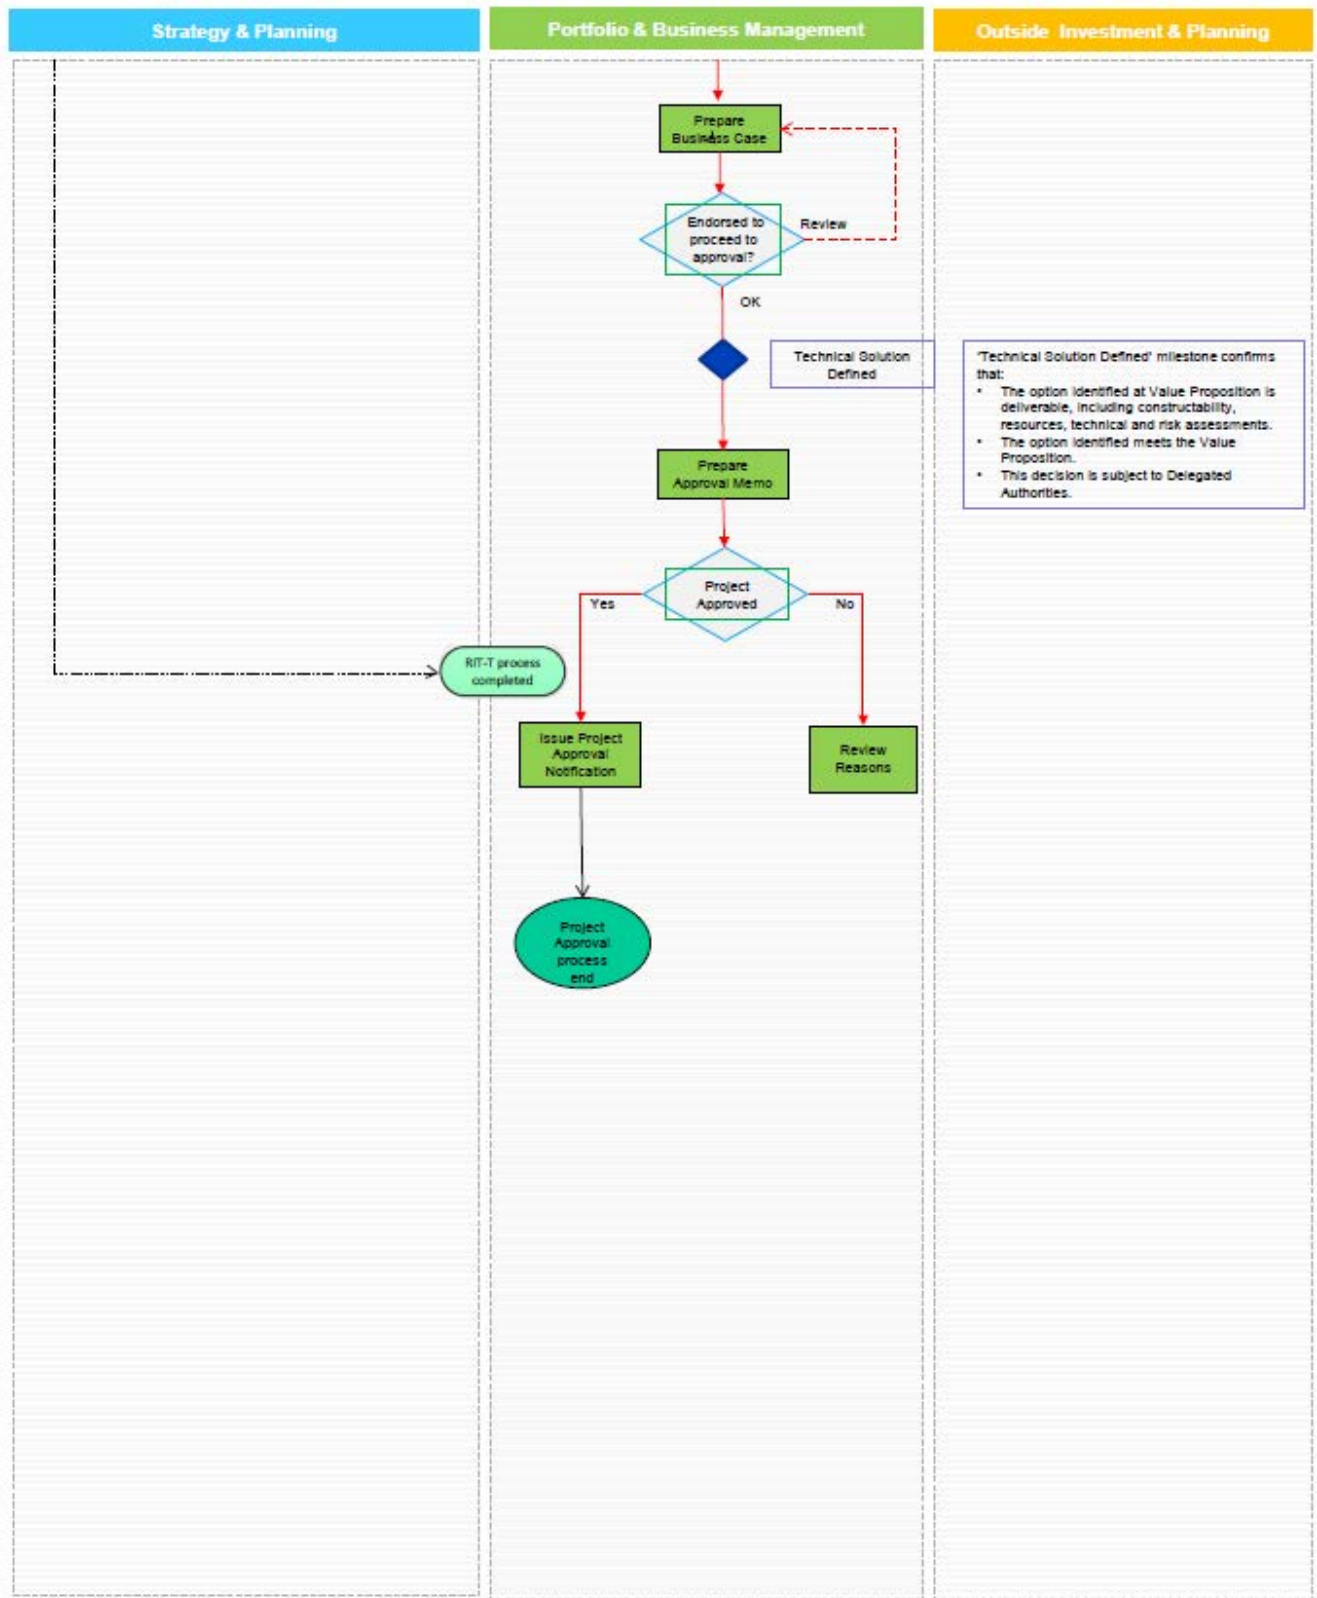 Strategy & Planning
Portfolio & Business Management
Outside Investment & Planning
Prepare
Business Case
Endorsed to
proceed to
approval?
Review
OK
Technical Solution
Defined
'Technical Solution Defined' milestone confirms
that:
• The option identified at Value Proposition is
deliverable, including constructability,
resources, technical and risk assessments.
• The option identified meets the Value
Proposition.
• This decision is subject to Delegated
Authorities.
Prepare
Approval Memo
Project
Approved
Yes
No
RIT-T process
completed
Issue Project
Approval
Notification
Review
Reasons
Project
Approval
process
end